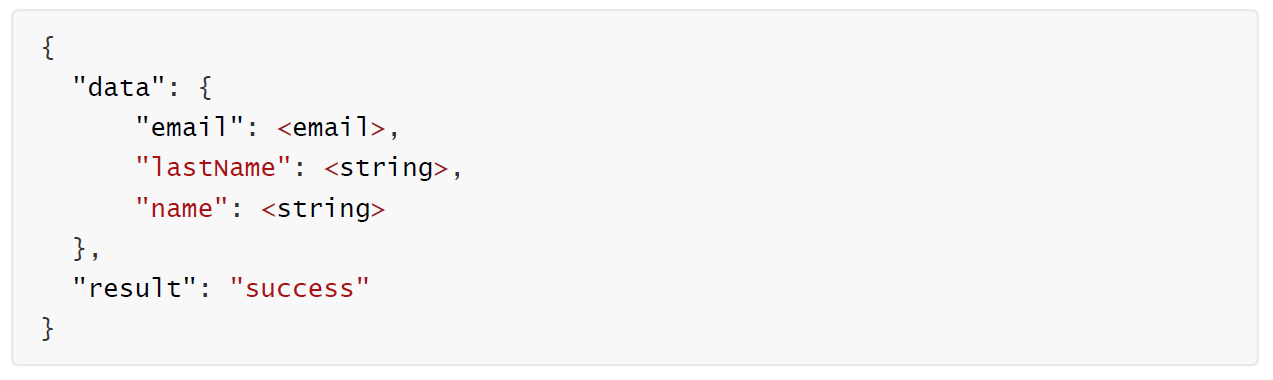 {
  "data": {
      "email": <email>,
      "lastName": <string>,
      "name": <string>
  },
  "result": "success"
}